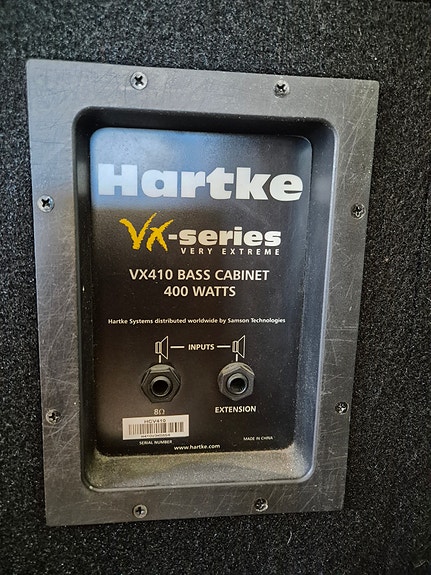 Hartke
VX-series
VERY EXTREME
VX410 BASS CABINET
400 WATTS
Hartke Systems distributed worldwide by Samson Technologies
INPUTS
8Ω
EXTENSION
HGV410
SERIAL NUMBER
MADE IN CHINA
www.hartke.com